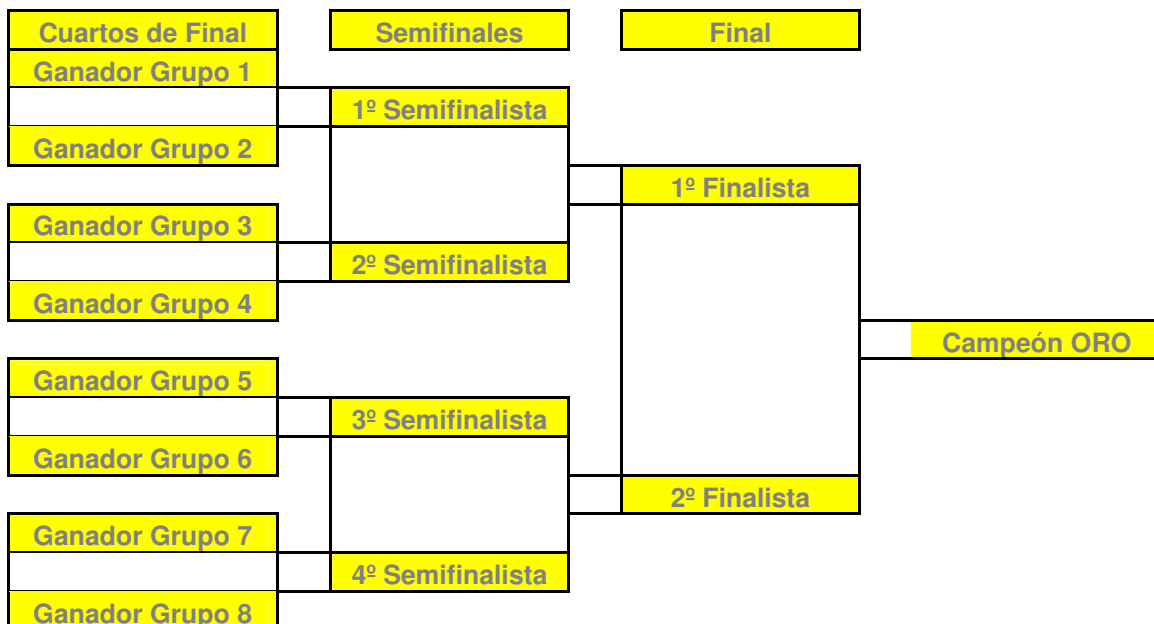 Cuartos de Final
Semifinales
Final
Ganador Grupo 1
1º Semifinalista
Ganador Grupo 2
1º Finalista
Ganador Grupo 3
2º Semifinalista
Ganador Grupo 4
Campeón ORO
Ganador Grupo 5
3º Semifinalista
Ganador Grupo 6
2º Finalista
Ganador Grupo 7
4º Semifinalista
Ganador Grupo 8